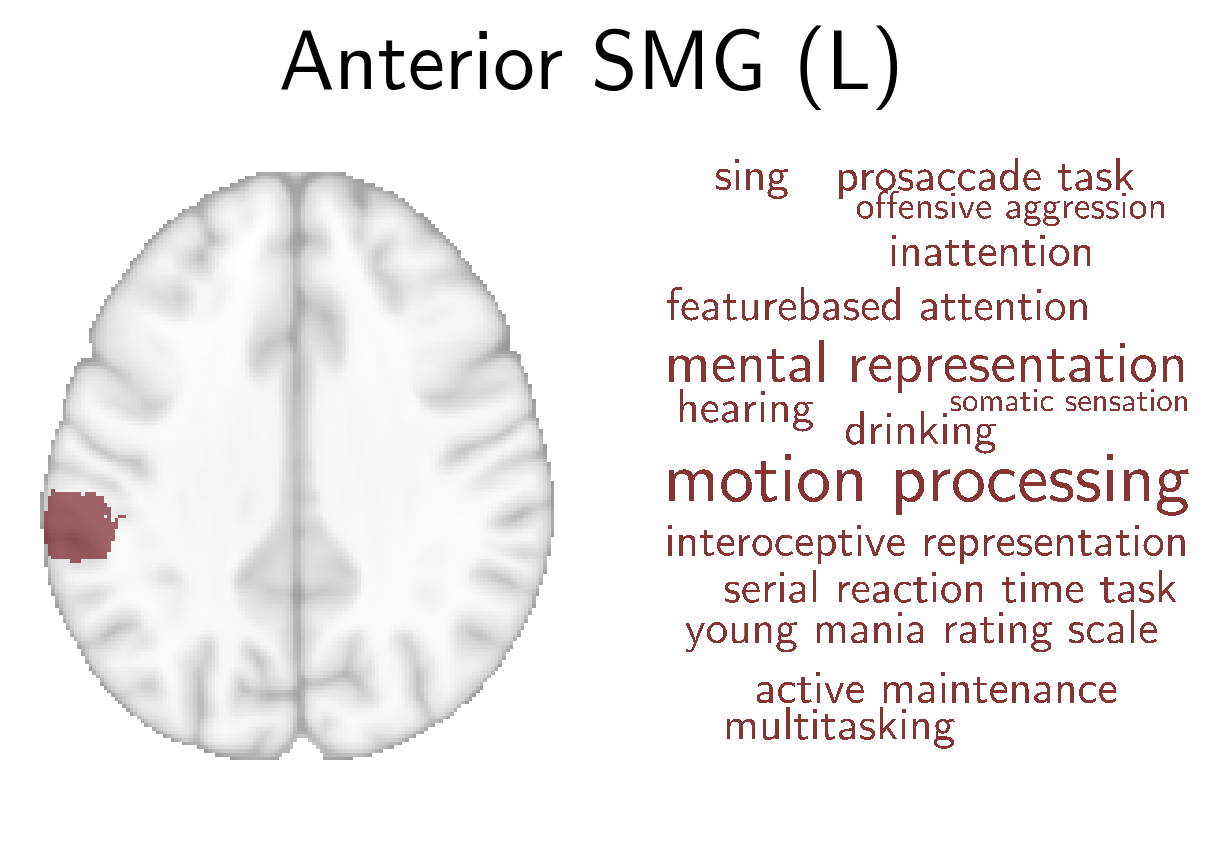 Anterior SMG (L)
sing prosaccade task
offensive aggression
inattention
featurebased attention
mental representation
hearing somatic sensation
drinking
motion processing
interoceptive representation
serial reaction time task
young mania rating scale
active maintenance
multitasking